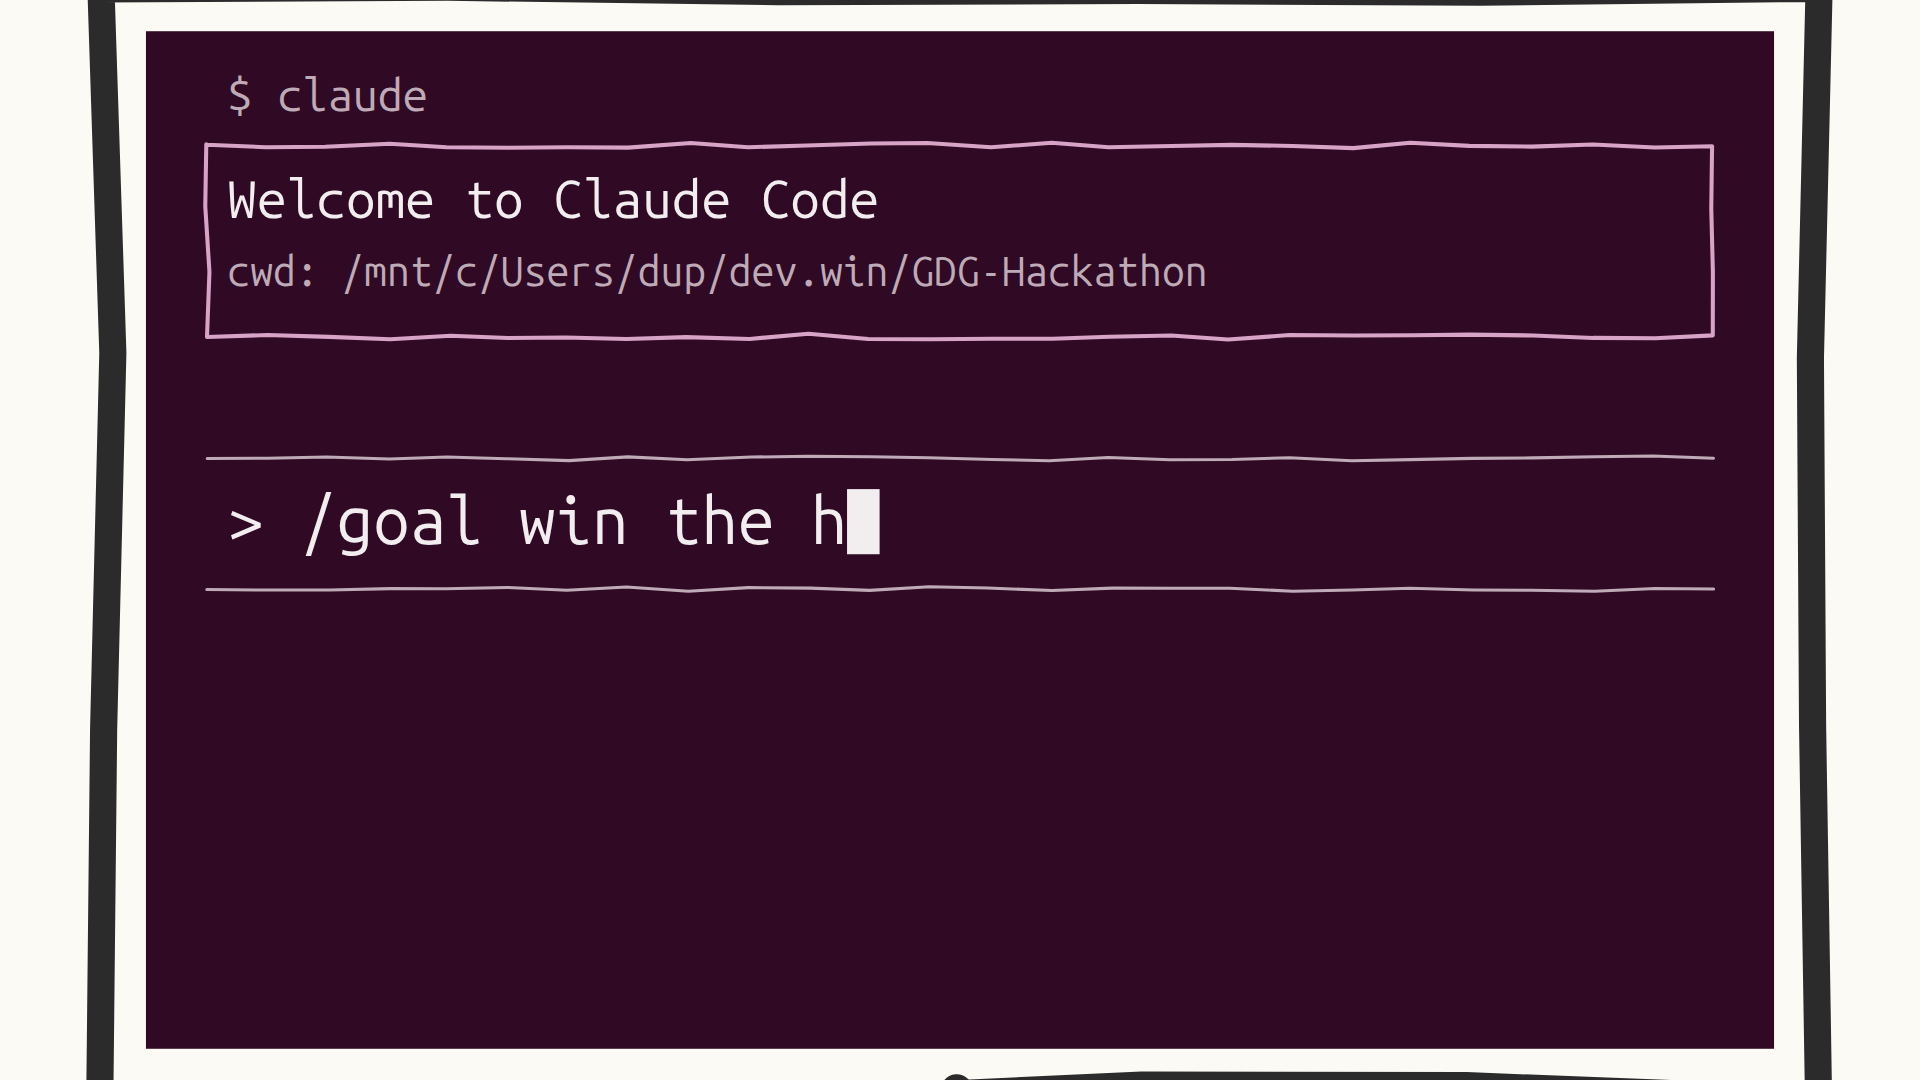 $ claude
Welcome to Claude Code
cwd: /mnt/c/Users/dup/dev.win/GDG-Hackathon
> /goal win the h